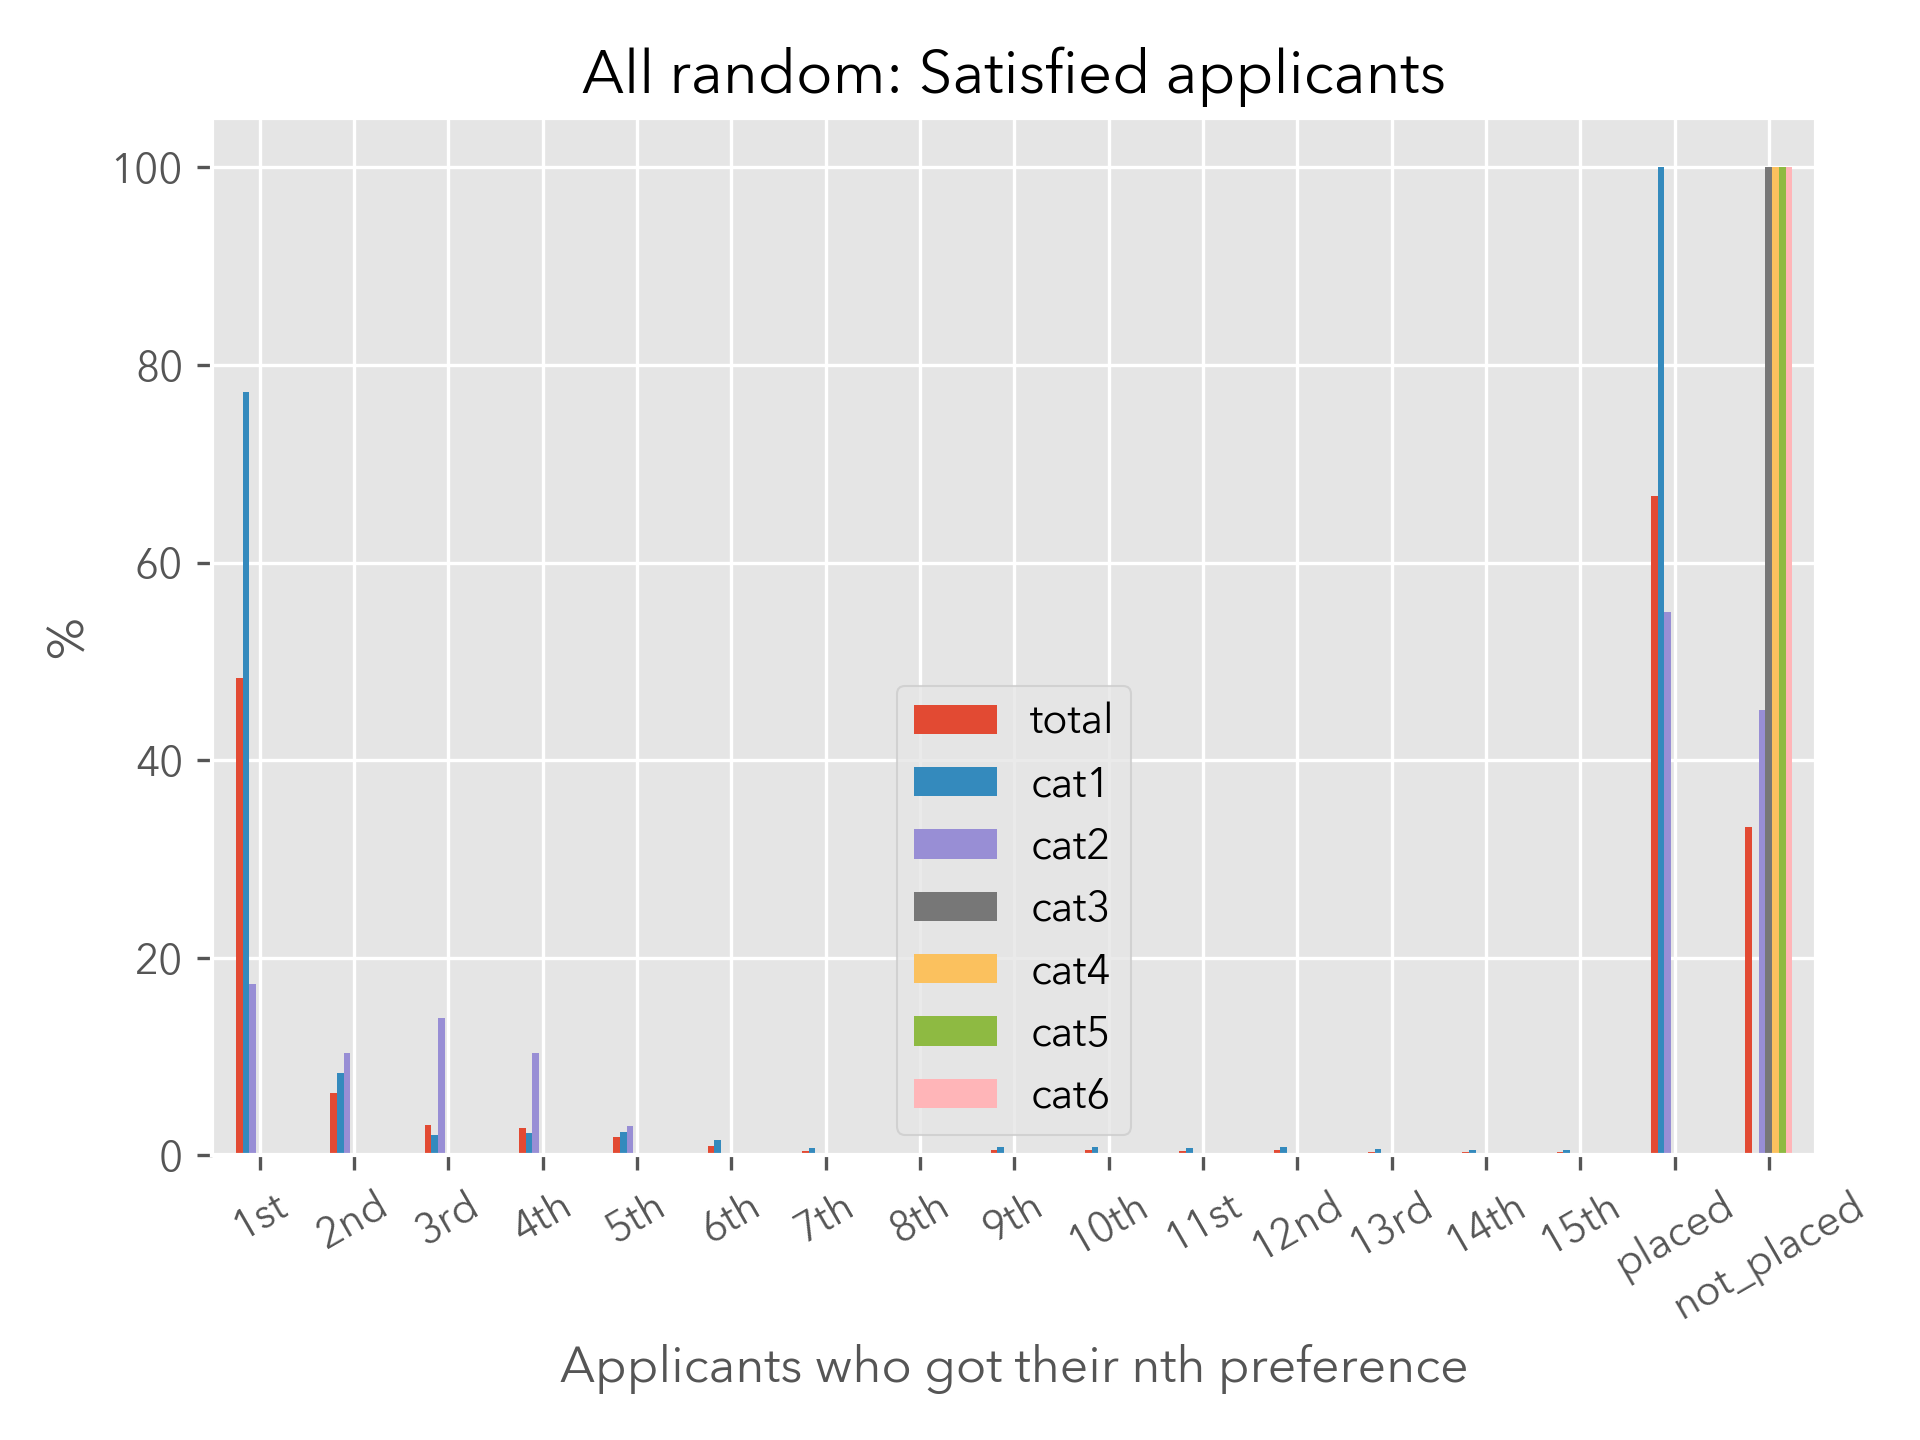 All random: Satisfied applicants
100
80
60
40
20
0
%
total
cat1
cat2
cat3
cat4
cat5
cat6
1st
2nd
3rd
4th
5th
6th
7th
8th
9th
10th
11st
12nd
13rd
14th
15th
placed
not_placed
Applicants who got their nth preference